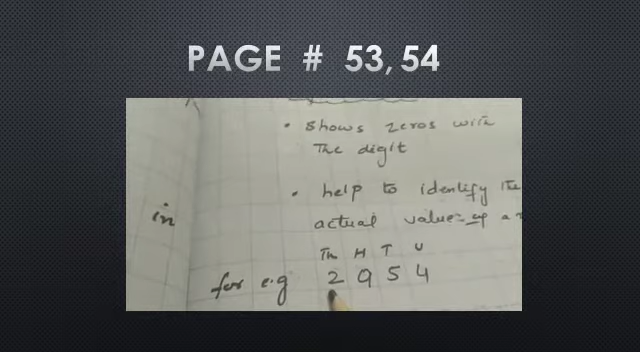 PAGE # 53, 54
• shows zeros with
the digit
• help to identify the
in
actual value of a
Th H T U
for e.g 2 9 5 4